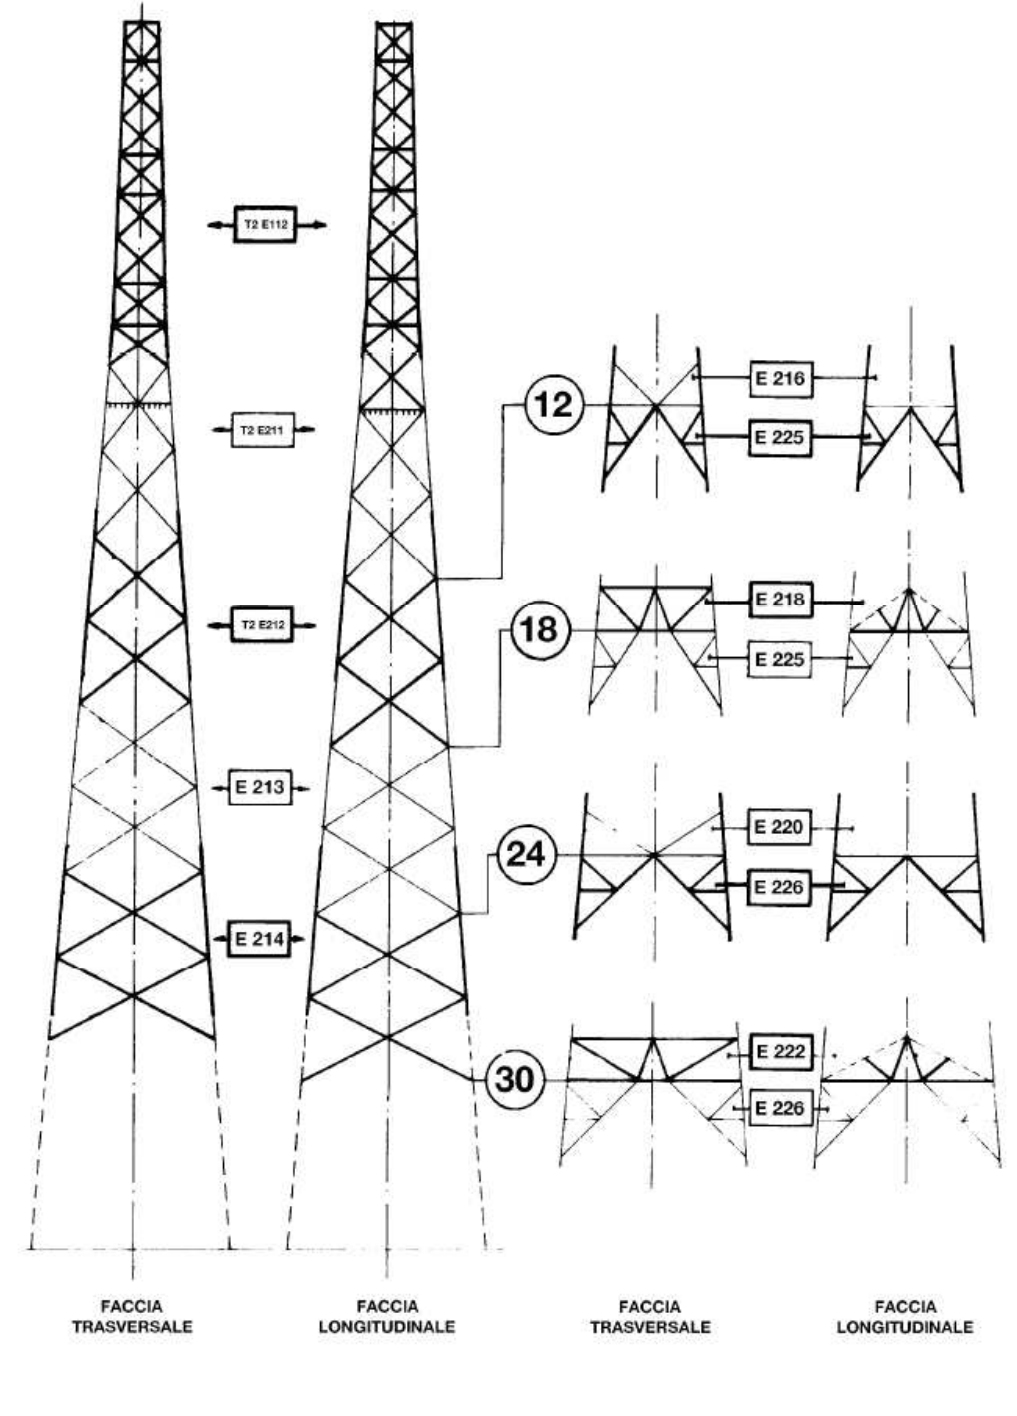 T2 E112
E 216
12
T2 E211
E 225
E 218
T2 E212
18
E 225
E 213
E 220
24
E 226
E 214
E 222
30
E 226
FACCIA TRASVERSALE
FACCIA LONGITUDINALE
FACCIA TRASVERSALE
FACCIA LONGITUDINALE